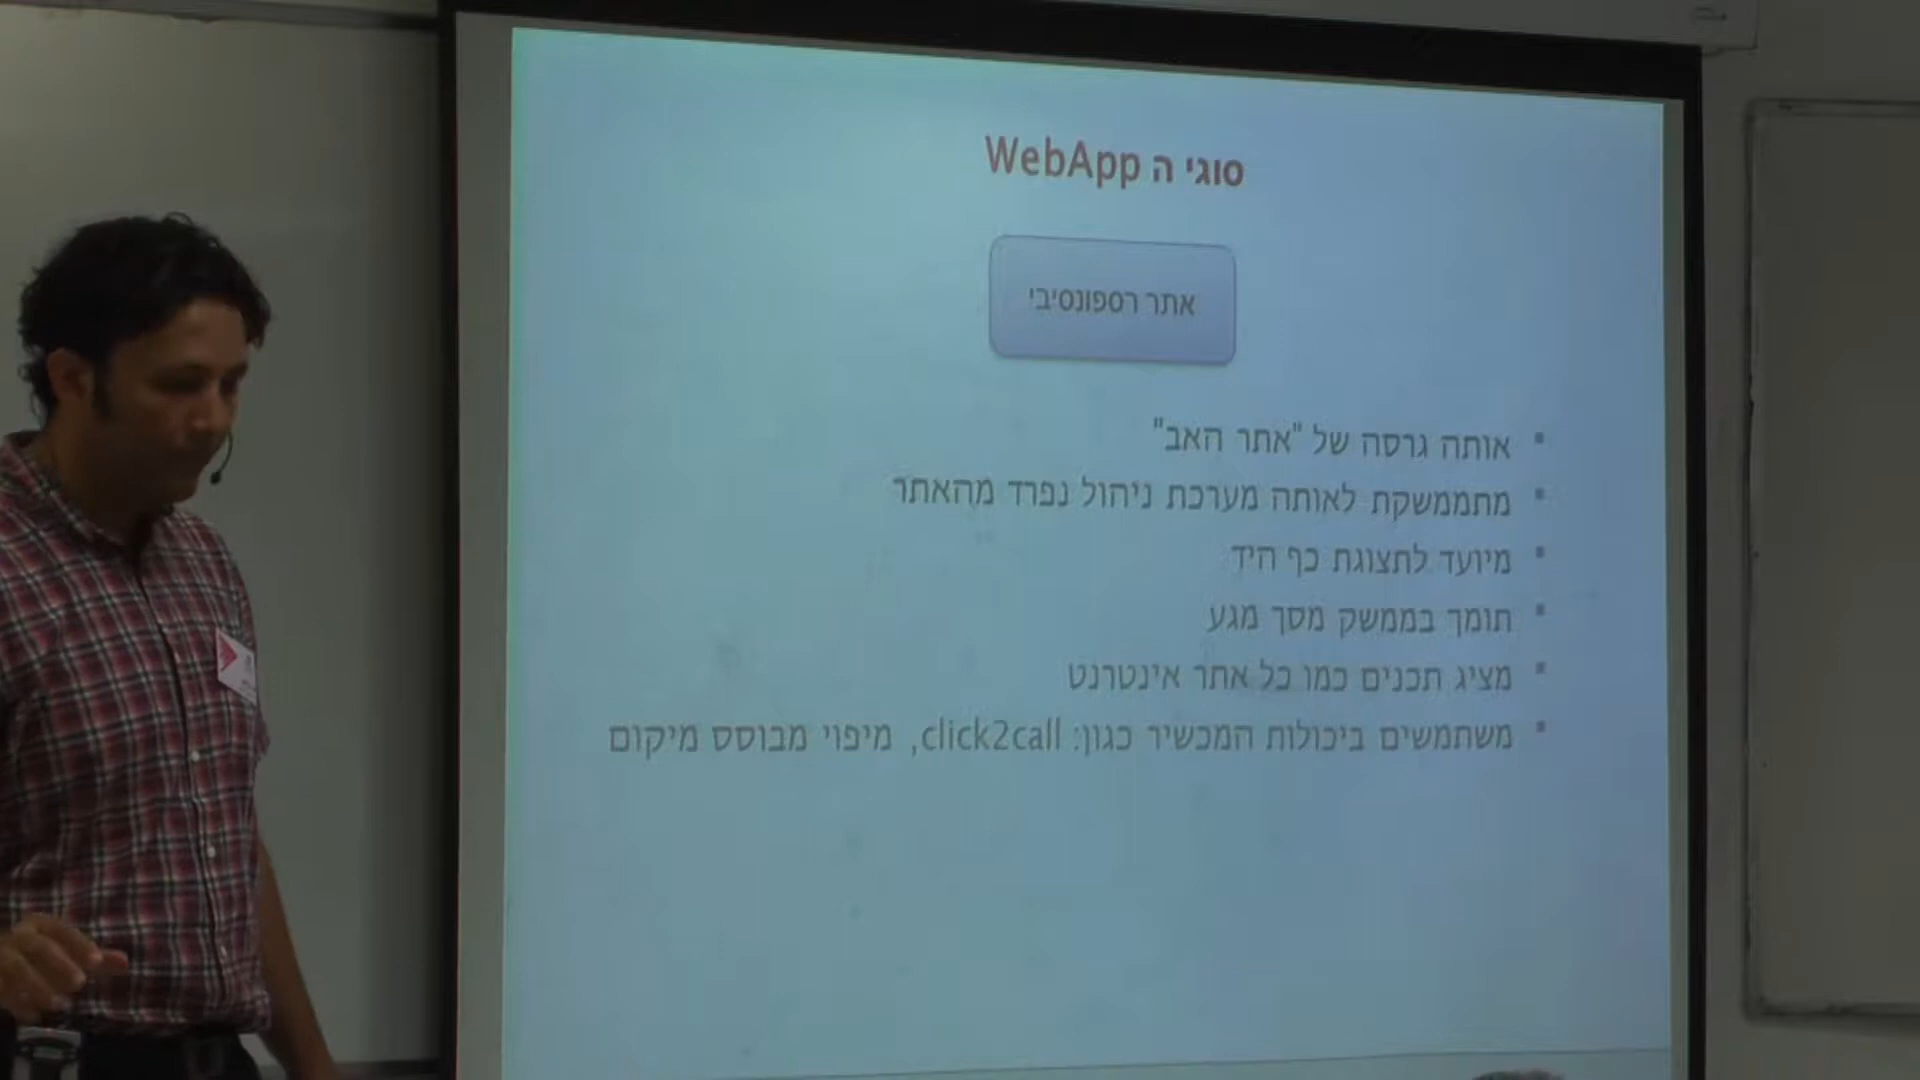 סוגי ה WebApp
אתר רספונסיבי
אותה גרסה של "אתר האב"
מתממשקת לאותה מערכת ניהול נפרד מהאתר
מיועד לתצוגת כף היד
תומך בממשק מסך מגע
מציג תכנים כמו כל אתר אינטרנט
משתמשים ביכולות המכשיר כגון: click2call, מיפוי מבוסס מיקום